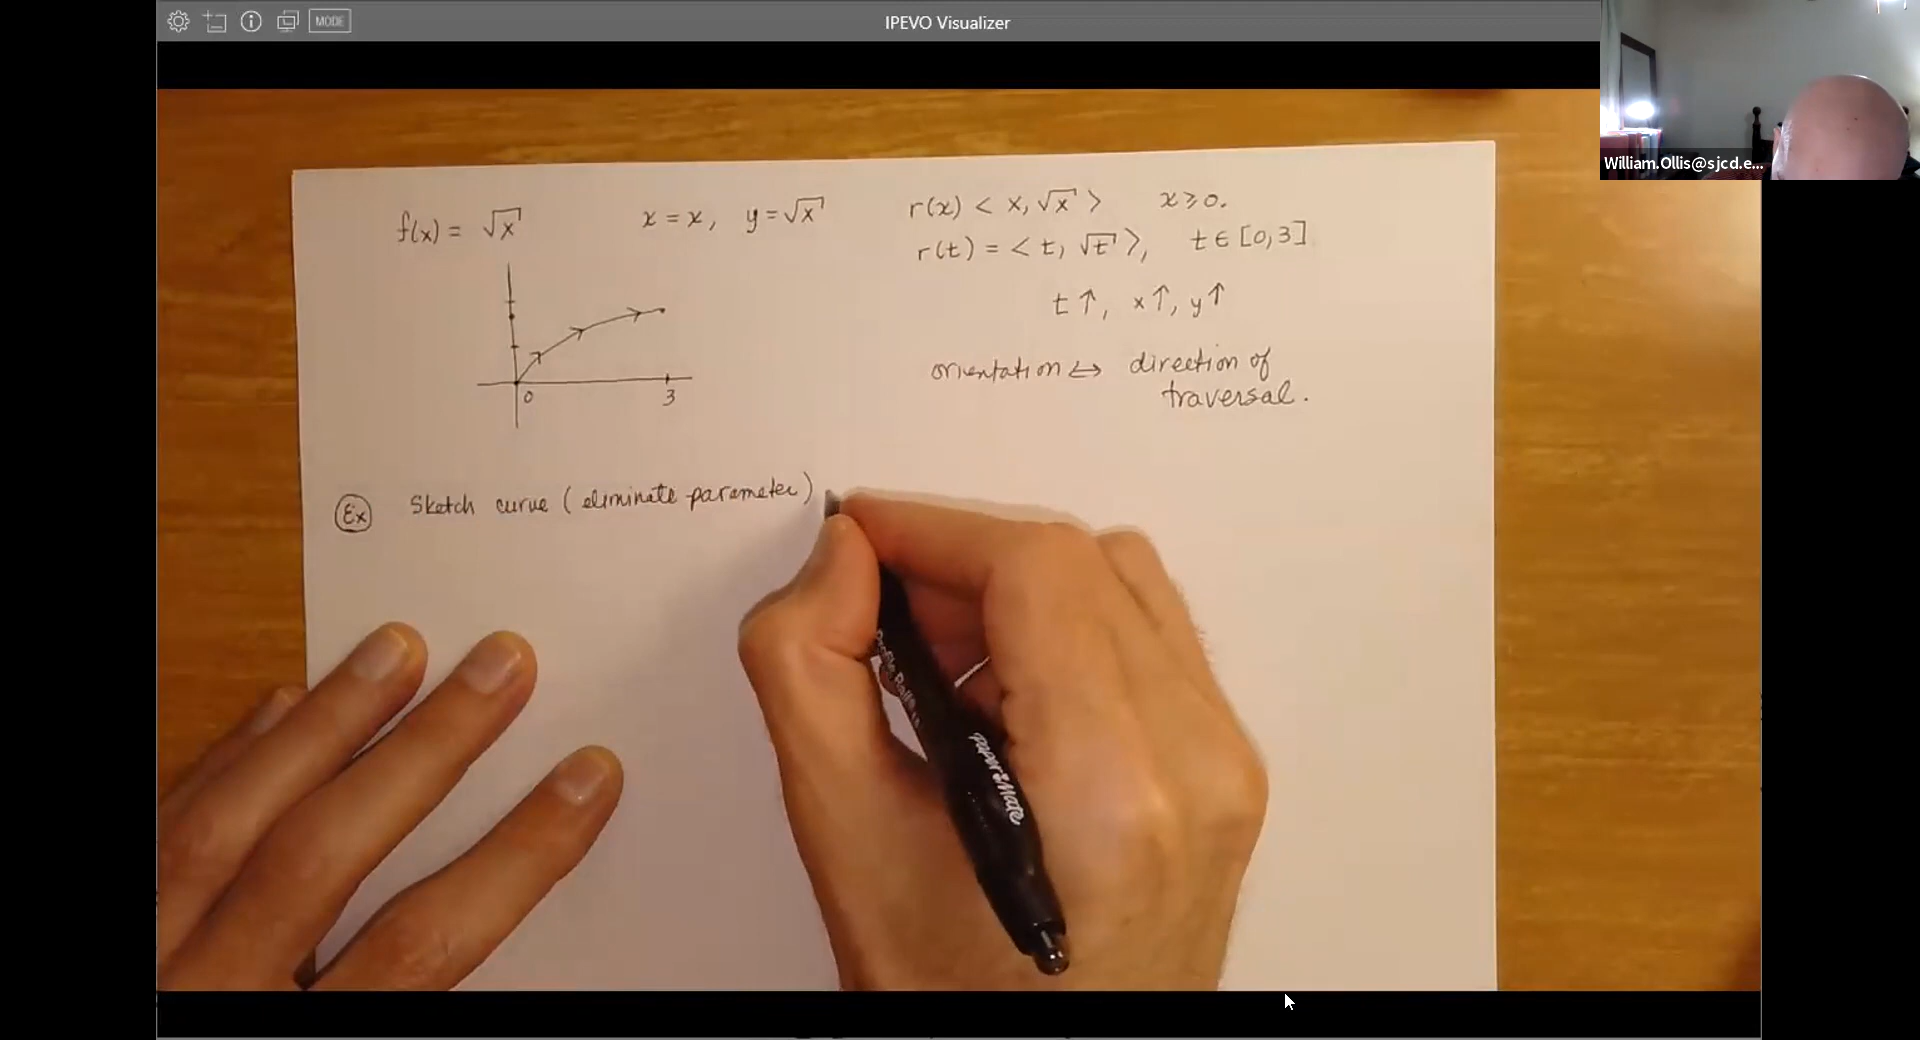 MODE
IPEVO Visualizer
William.Ollis@sjcd.e...
f(x) = √x
x = x, y = √x
r(x) < x, √x >
x ≥ 0.
r(t) = < t, √t >,
t ∈ [0,3]
t ↑, x ↑, y ↑
0
3
orientation ↔ direction of
traversal.
Ex
Sketch curve (eliminate parameter)
Profile
PaperMate